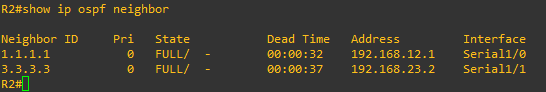 R2#show ip ospf neighbor
Neighbor ID     Pri   State           Dead Time   Address         Interface
1.1.1.1           0   FULL/  -        00:00:32    192.168.12.1    Serial1/0
3.3.3.3           0   FULL/  -        00:00:37    192.168.23.2    Serial1/1
R2#